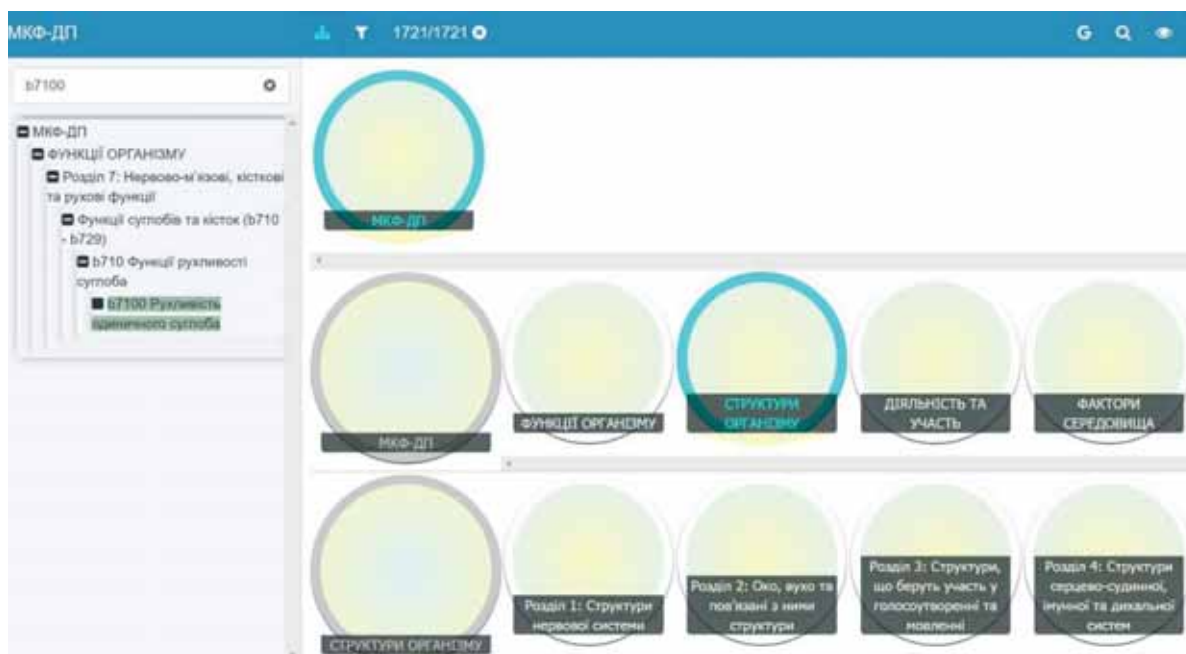 МКФ-ДП
1721/1721
b7100
МКФ-ДП
ФУНКЦІЇ ОРГАНІЗМУ
Розділ 7: Нервово-м'язові, кісткові
та рухові функції
Функції суглобів та кісток (b710
- b729)
b710 Функції рухливості
суглоба
b7100 Рухливість
одиничного суглоба
МКФ-ДП
МКФ-ДП
ФУНКЦІЇ ОРГАНІЗМУ
СТРУКТУРИ
ОРГАНІЗМУ
ДІЯЛЬНІСТЬ ТА
УЧАСТЬ
ФАКТОРИ
СЕРЕДОВИЩА
СТРУКТУРИ ОРГАНІЗМУ
Розділ 1: Структури
нервової системи
Розділ 2: Око, вухо та
пов'язані з ними
структури
Розділ 3: Структури,
що беруть участь у
голосоутворенні та
мовленні
Розділ 4: Структури
серцево-судинної,
імунної та дихальної
систем